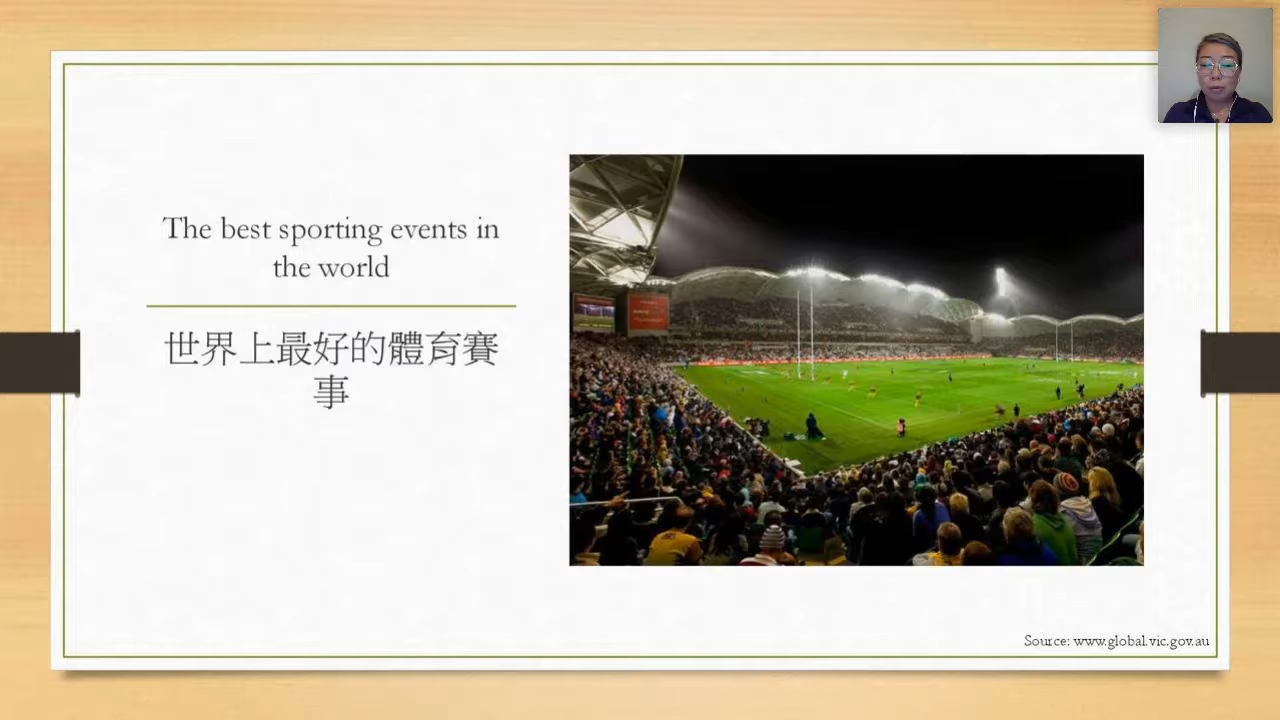 The best sporting events in
the world
世界上最好的體育賽
事
Source: www.global.vic.gov.au